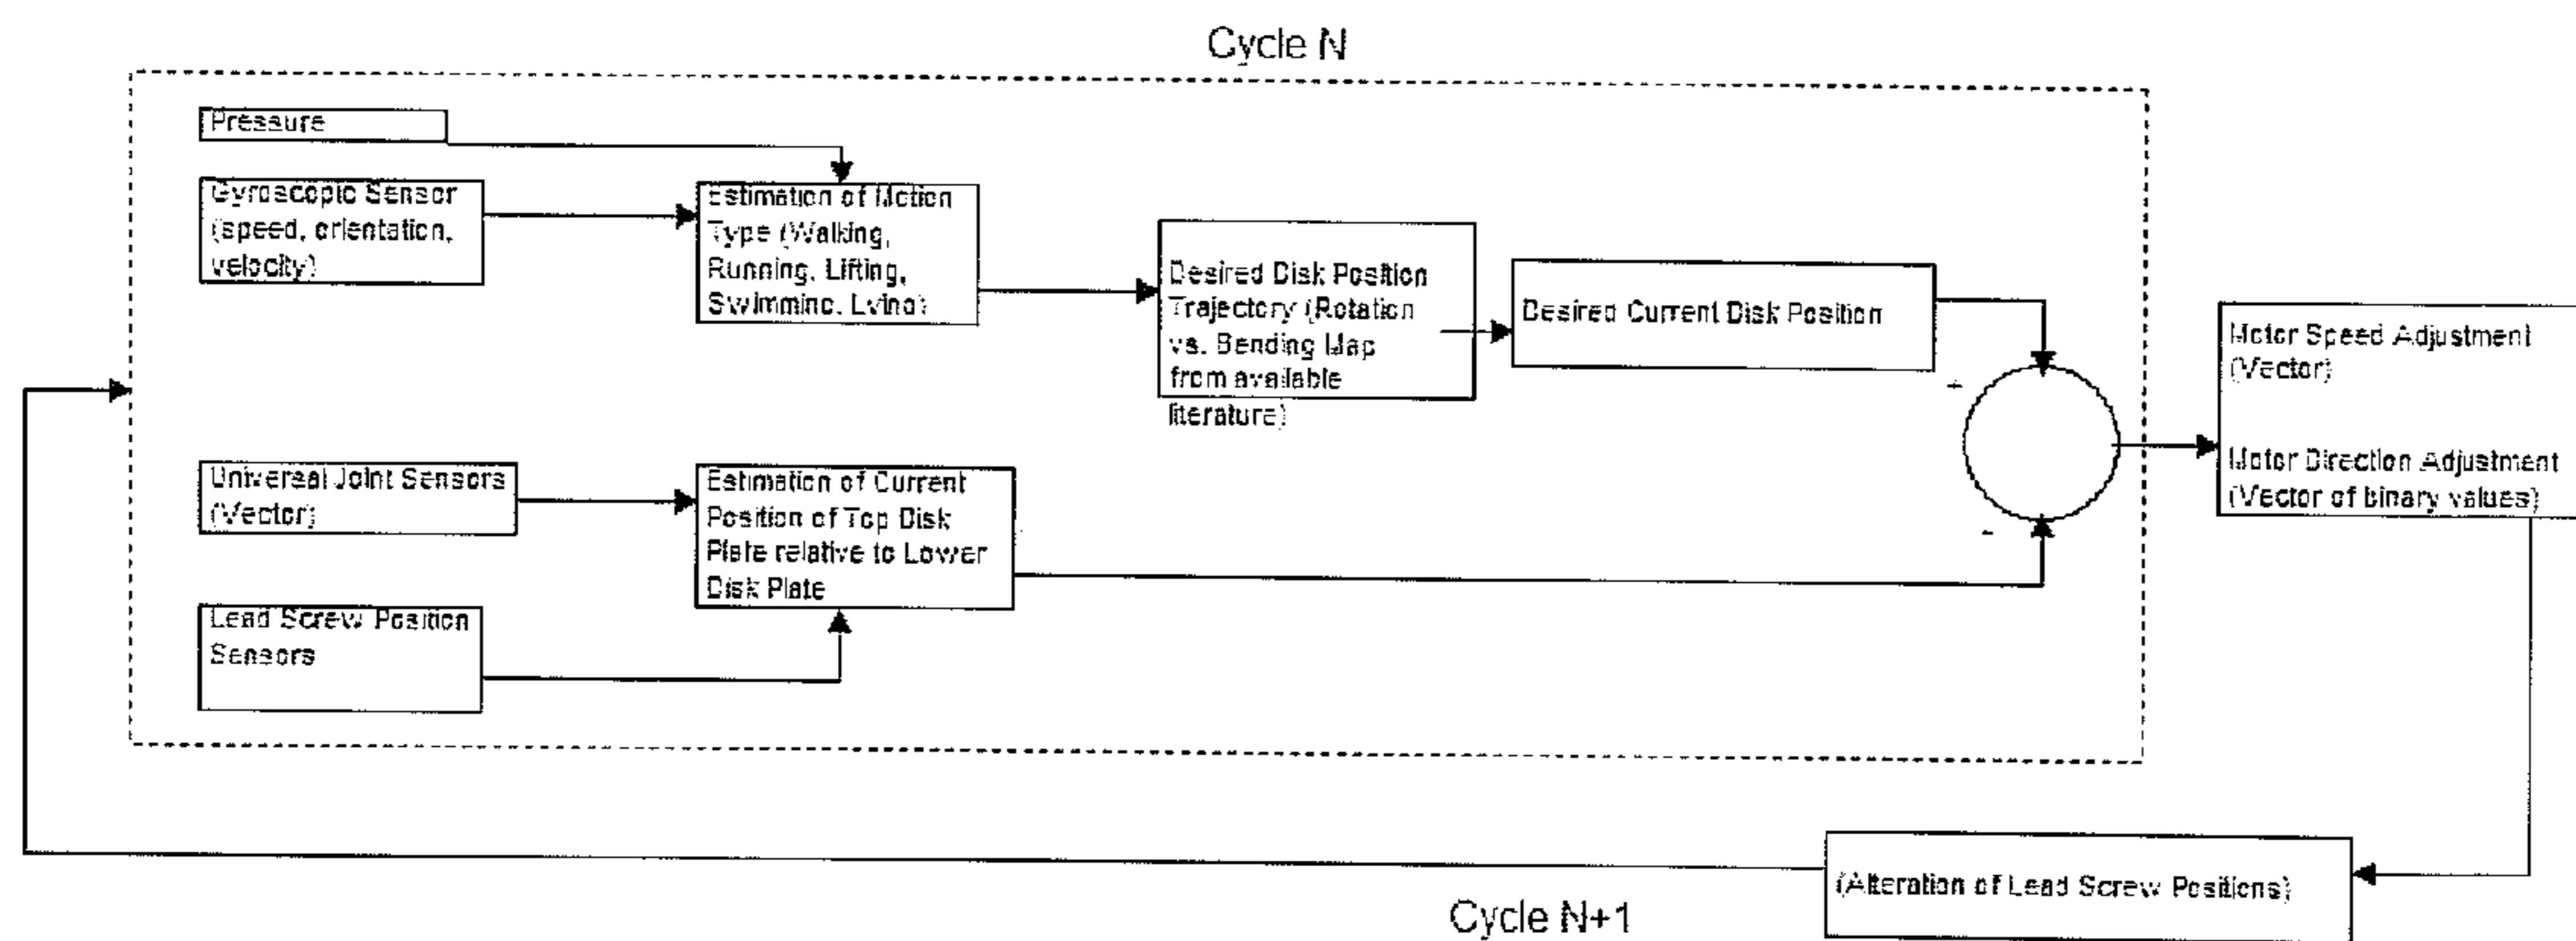 Cycle N
Pressure
Gyroscopic Sensor
(speed, orientation,
velocity)
Estimation of Motion
Type (Walking,
Running, Lifting,
Swimming, Lying)
Desired Disk Position
Trajectory (Rotation
vs. Bending Map
from available
literature)
Desired Current Disk Position
+
-
Motor Speed Adjustment
(Vector)
Motor Direction Adjustment
(Vector of binary values)
Universal Joint Sensors
(Vector)
Estimation of Current
Position of Top Disk
Plate relative to Lower
Disk Plate
Lead Screw Position
Sensors
(Alteration of Lead Screw Positions)
Cycle N+1